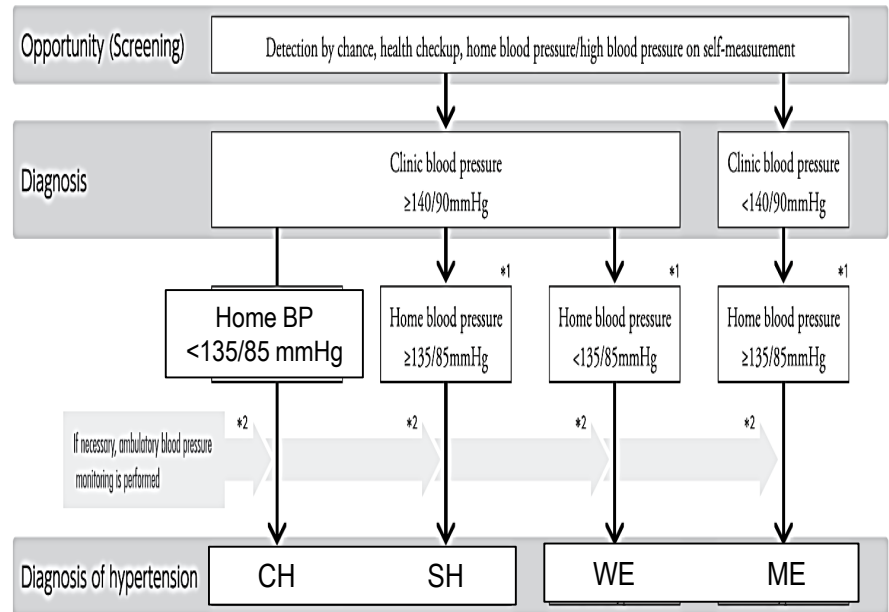 Opportunity (Screening)
Detection by chance, health checkup, home blood pressure/high blood pressure on self-measurement
Diagnosis
Clinic blood pressure
≥140/90mmHg
Clinic blood pressure
<140/90mmHg
Home BP
<135/85 mmHg
*1
Home blood pressure
≥135/85mmHg
*1
Home blood pressure
<135/85mmHg
*1
Home blood pressure
≥135/85mmHg
If necessary, ambulatory blood pressure
monitoring is performed
*2
*2
*2
*2
Diagnosis of hypertension
CH
SH
WE
ME